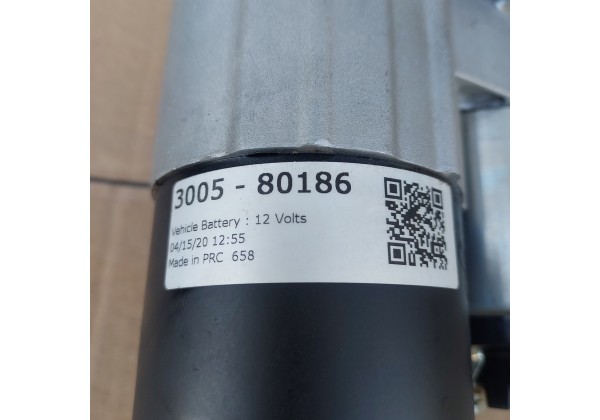 3005 - 80186
Vehicle Battery : 12 Volts
04/15/20 12:55
Made in PRC 658